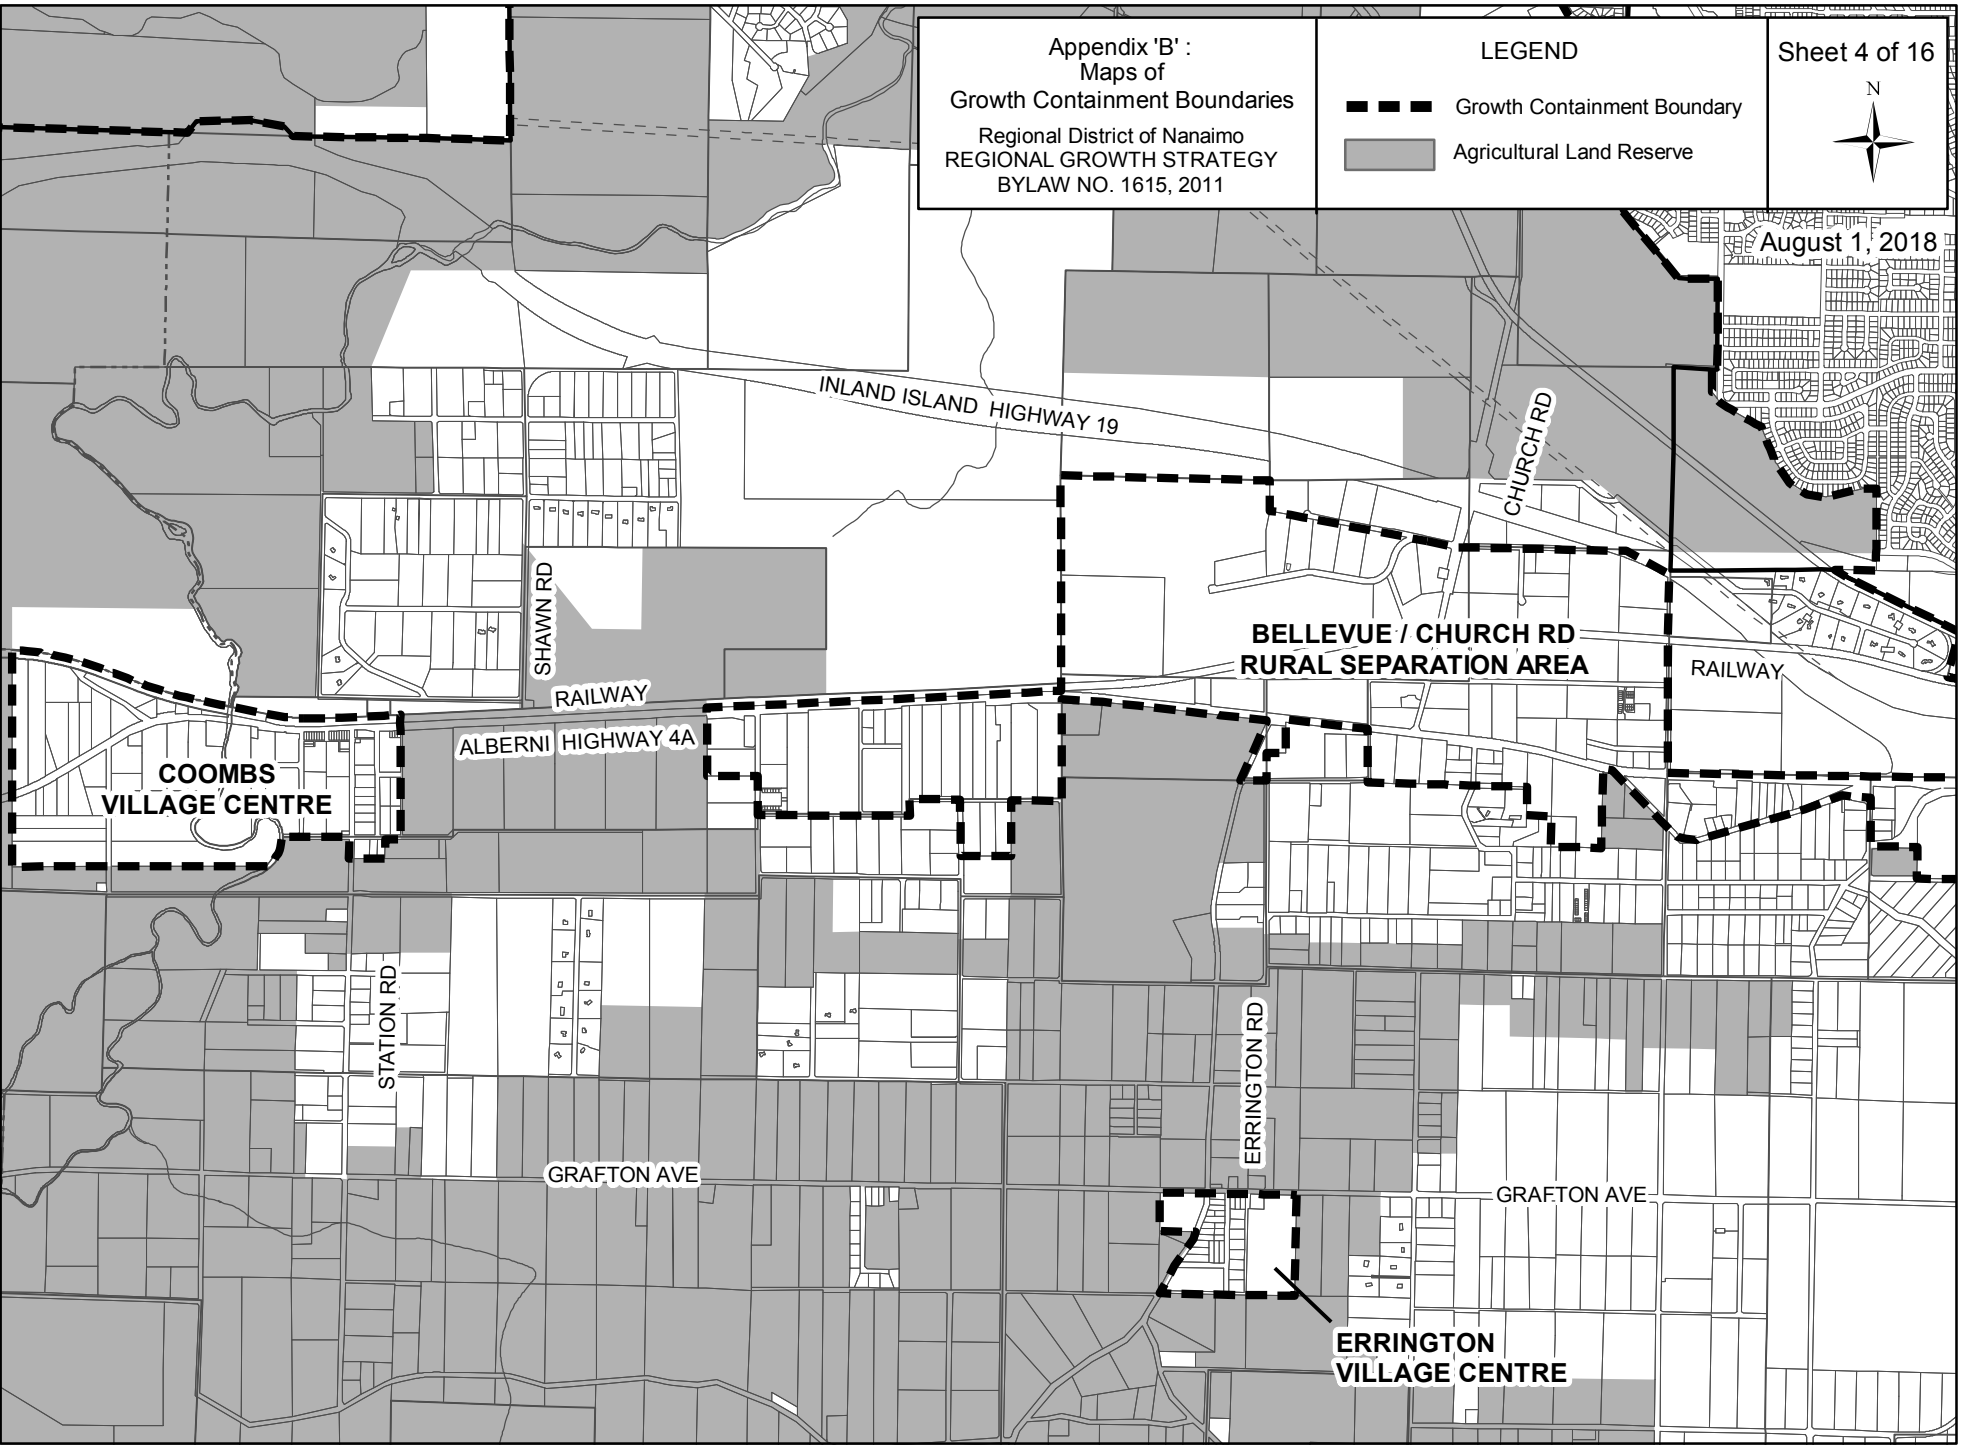 Appendix 'B' :
Maps of
Growth Containment Boundaries
Regional District of Nanaimo
REGIONAL GROWTH STRATEGY
BYLAW NO. 1615, 2011
LEGEND
Growth Containment Boundary
Agricultural Land Reserve
Sheet 4 of 16
N
August 1, 2018
INLAND ISLAND HIGHWAY 19
CHURCH RD
SHAWN RD
BELLEVUE / CHURCH RD
RURAL SEPARATION AREA
RAILWAY
RAILWAY
ALBERNI HIGHWAY 4A
COOMBS
VILLAGE CENTRE
STATION RD
ERRINGTON RD
GRAFTON AVE
GRAFTON AVE
ERRINGTON
VILLAGE CENTRE